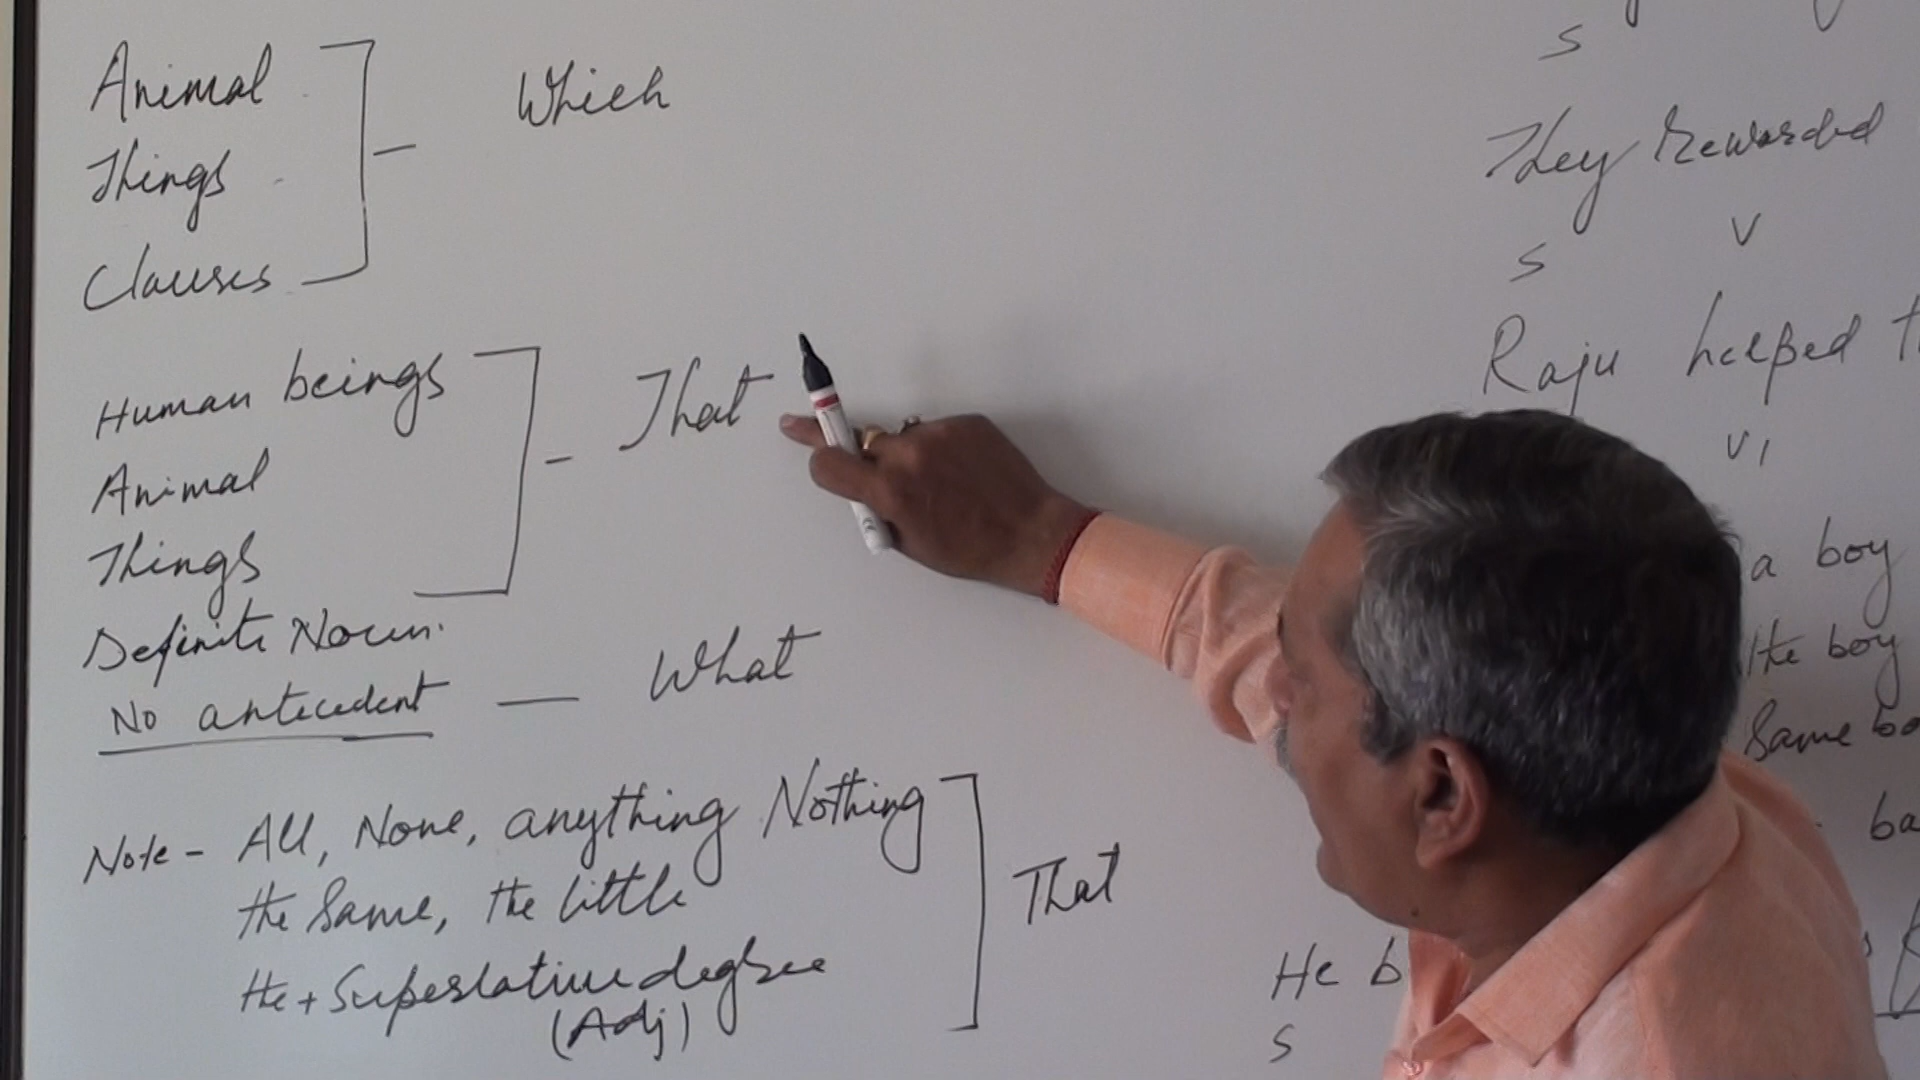 Animal
Things
Clauses
Which
Human beings
Animal
Things
That
Definite Noun.
No antecedent — What
Note - All, None, anything Nothing
the Same, the little
the + Superlative degree
(Adj)
That
S
They rewarded
S V
Raju helped
V1
a boy
the boy
Same
He
S